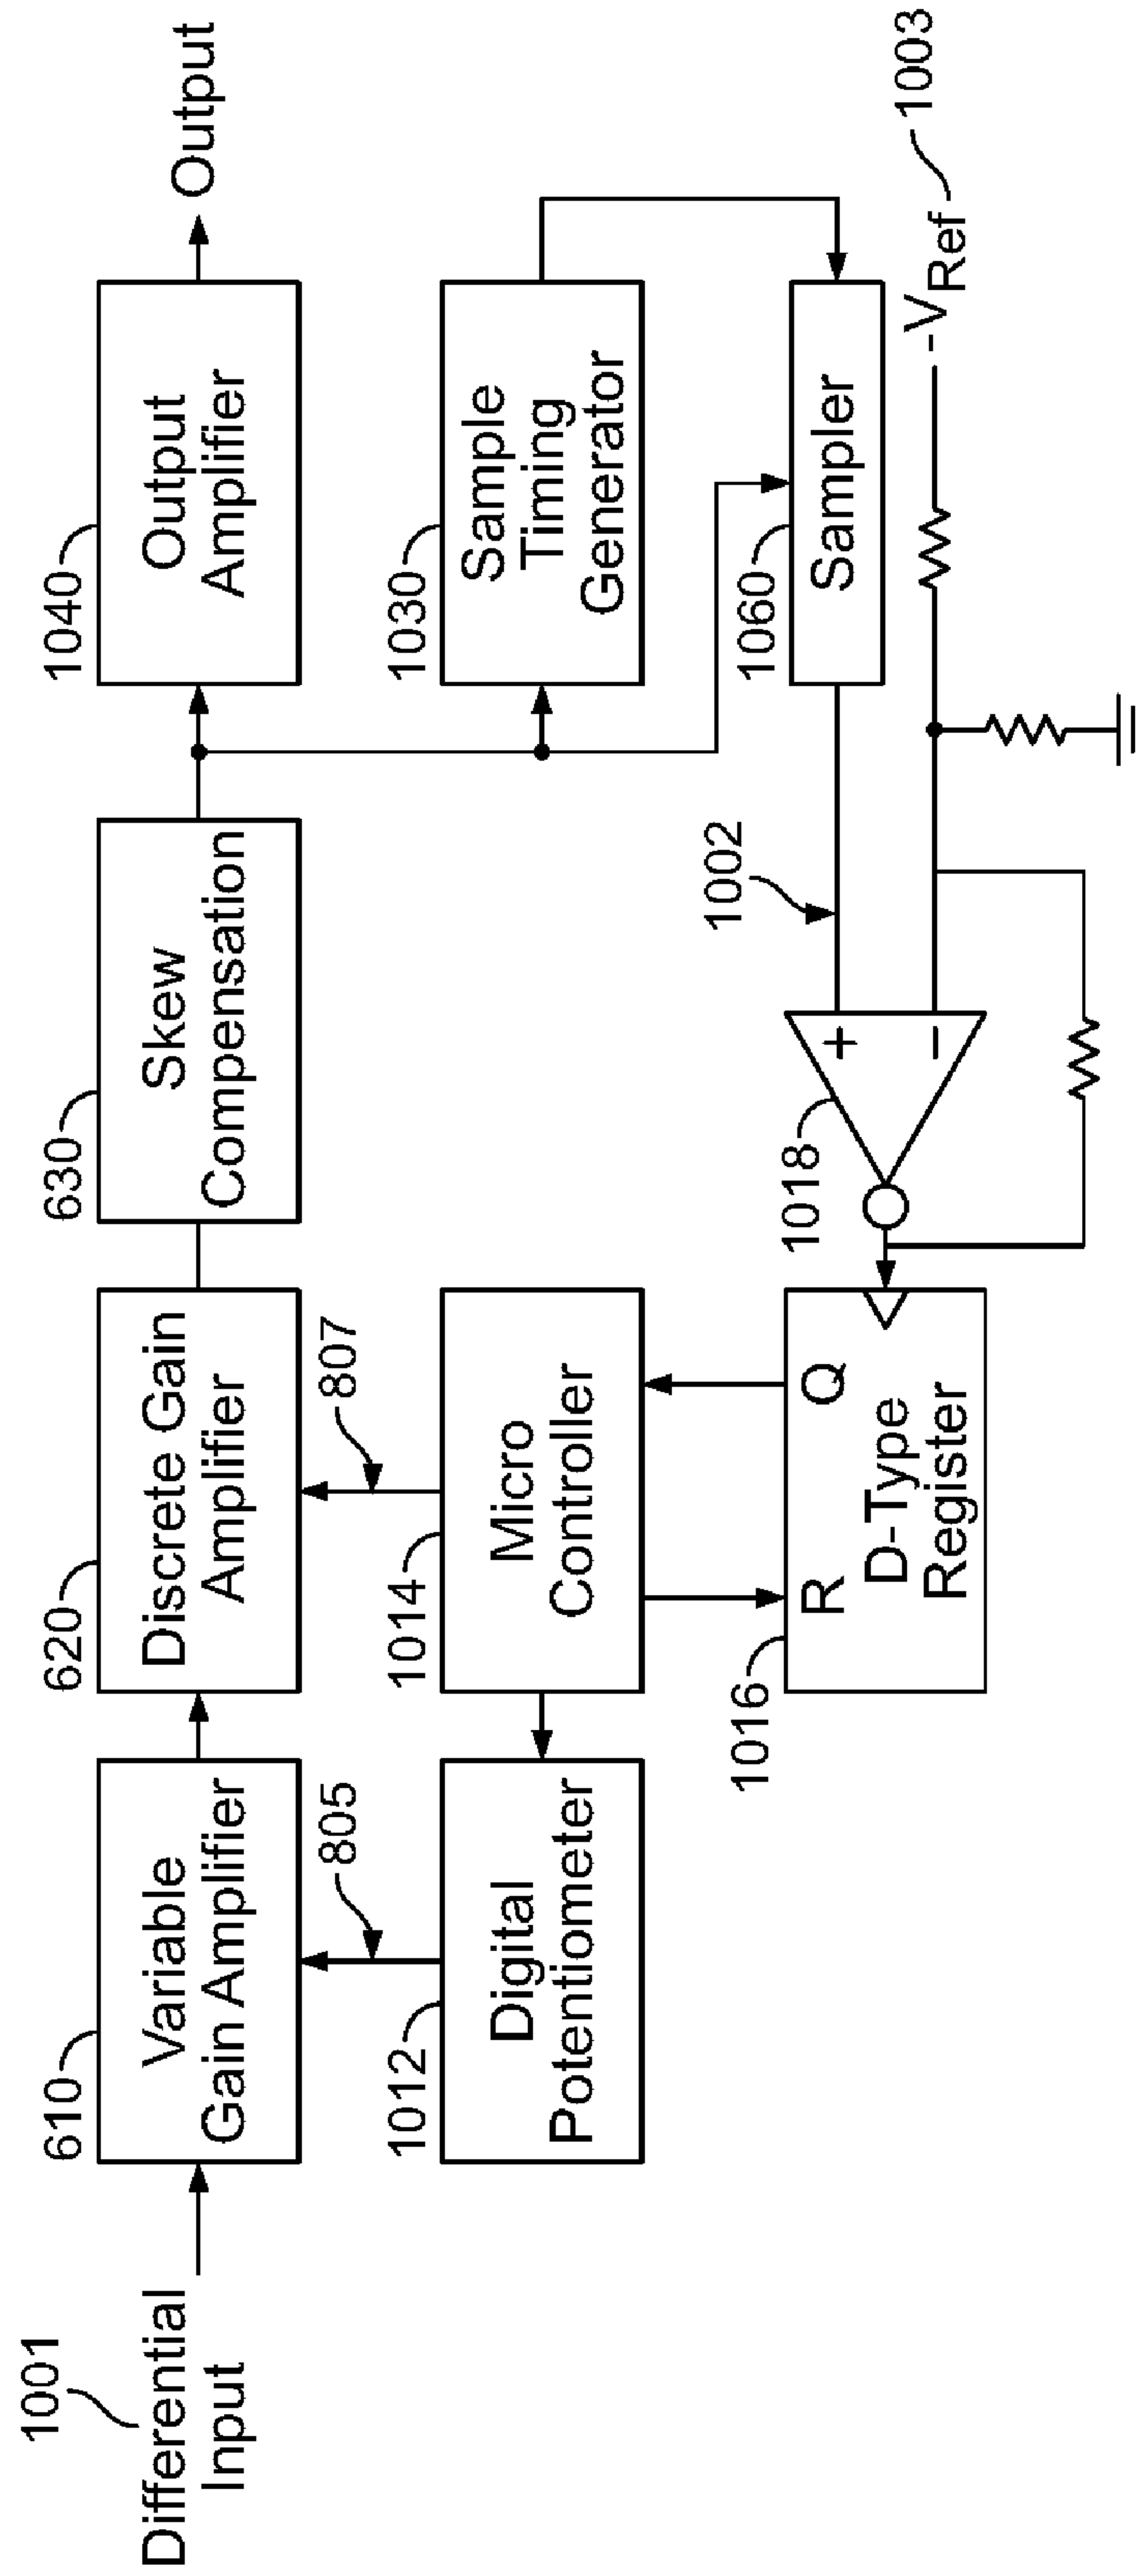 1001
Differential
Input
610
Variable
Gain Amplifier
620
Discrete Gain
Amplifier
630
Skew
Compensation
1040
Output
Amplifier
Output
805
807
1012
Digital
Potentiometer
1014
Micro
Controller
1030
Sample
Timing
Generator
1016
R
Q
D-Type
Register
1018
+
−
1002
1060
Sampler
-VRef
1003